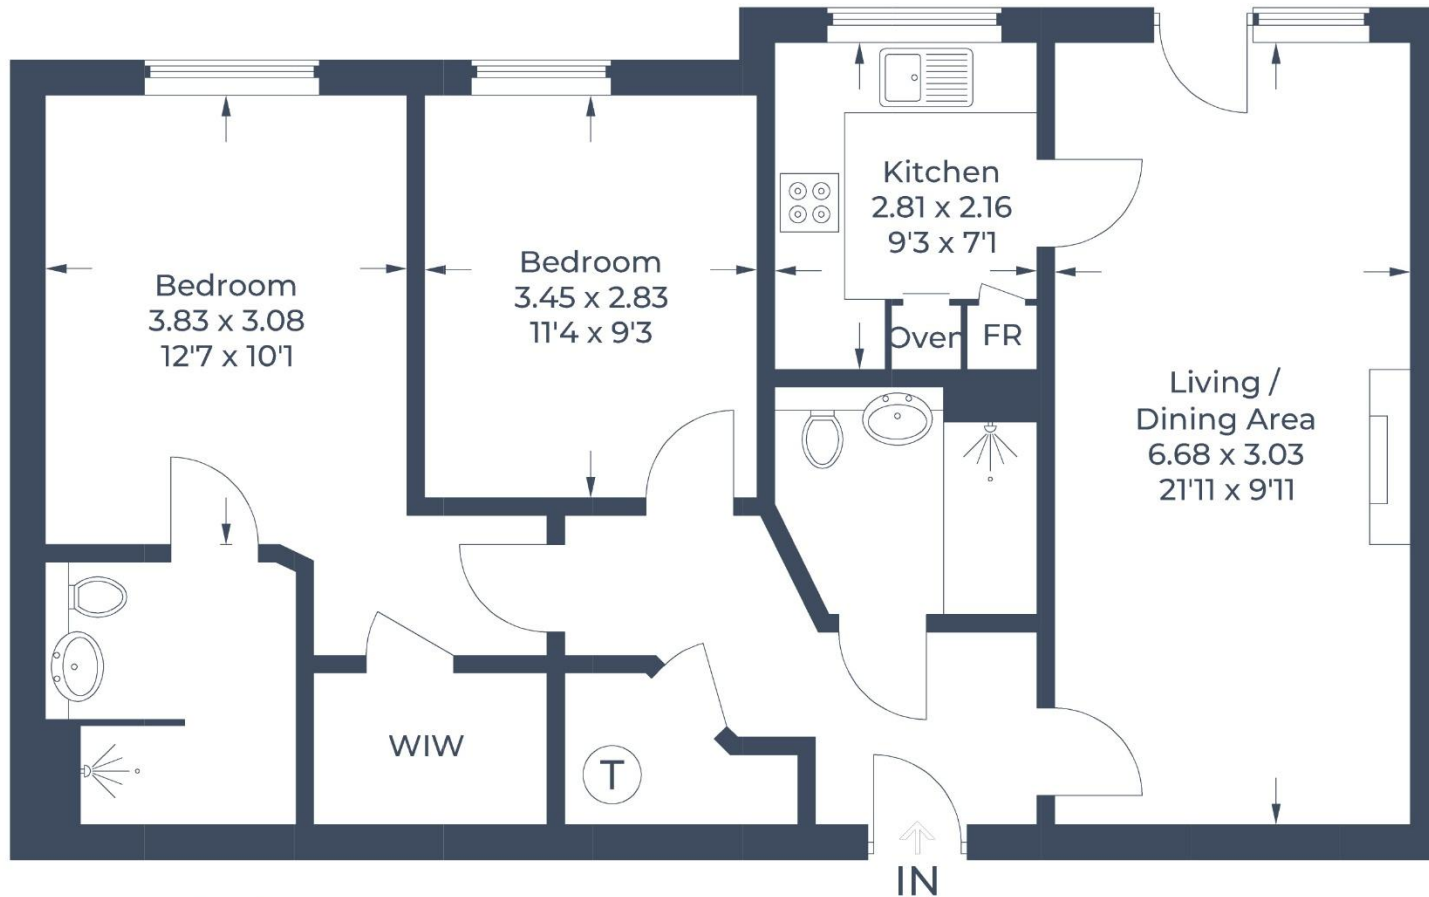 Bedroom
3.83 x 3.08
12'7 x 10'1
Bedroom
3.45 x 2.83
11'4 x 9'3
Kitchen
2.81 x 2.16
9'3 x 7'1
Oven
FR
Living /
Dining Area
6.68 x 3.03
21'11 x 9'11
WIW
T
IN